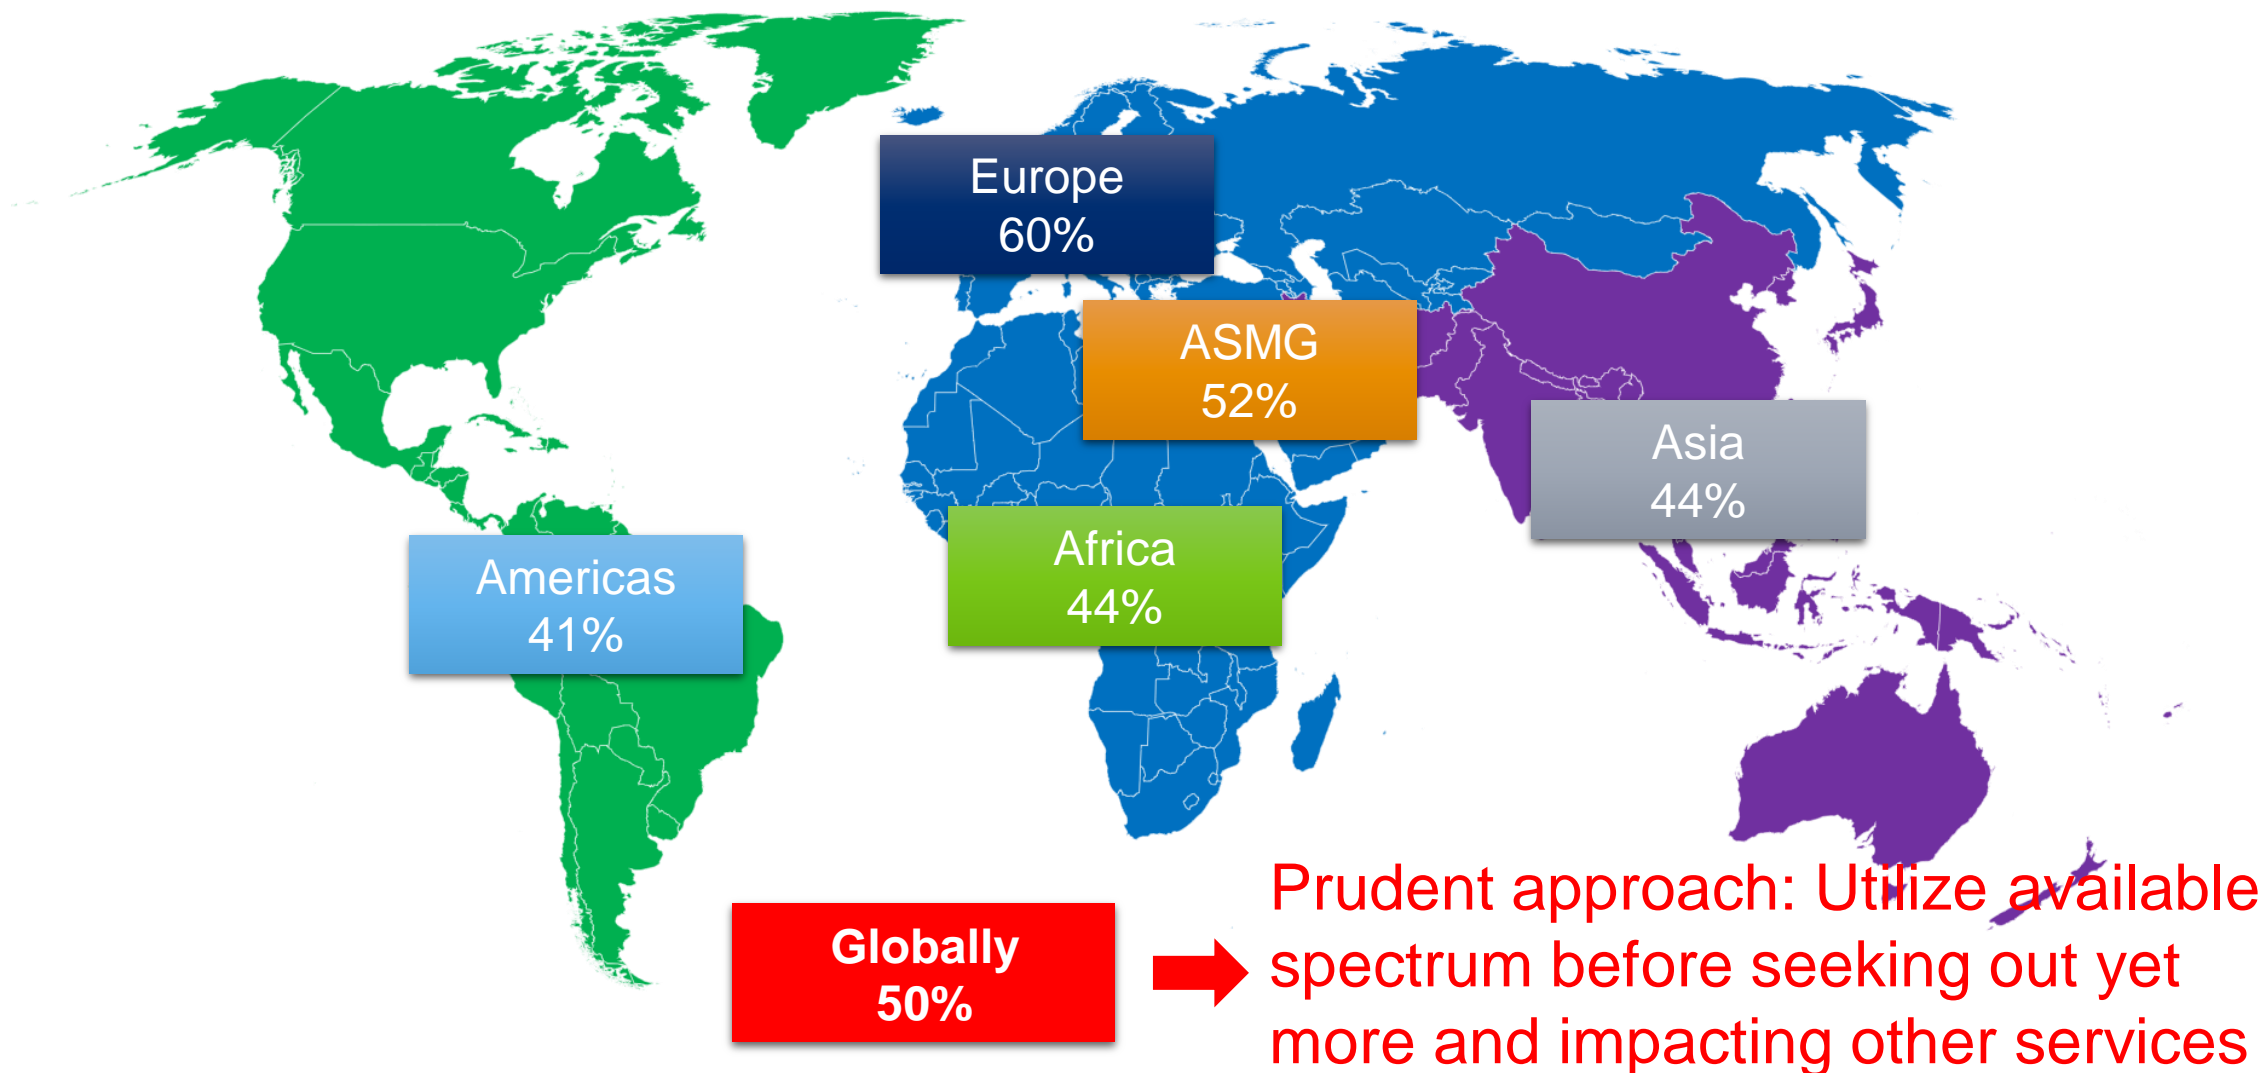 Europe
60%
ASMG
52%
Asia
44%
Americas
41%
Africa
44%
Globally
50%
Prudent approach: Utilize available
spectrum before seeking out yet
more and impacting other services